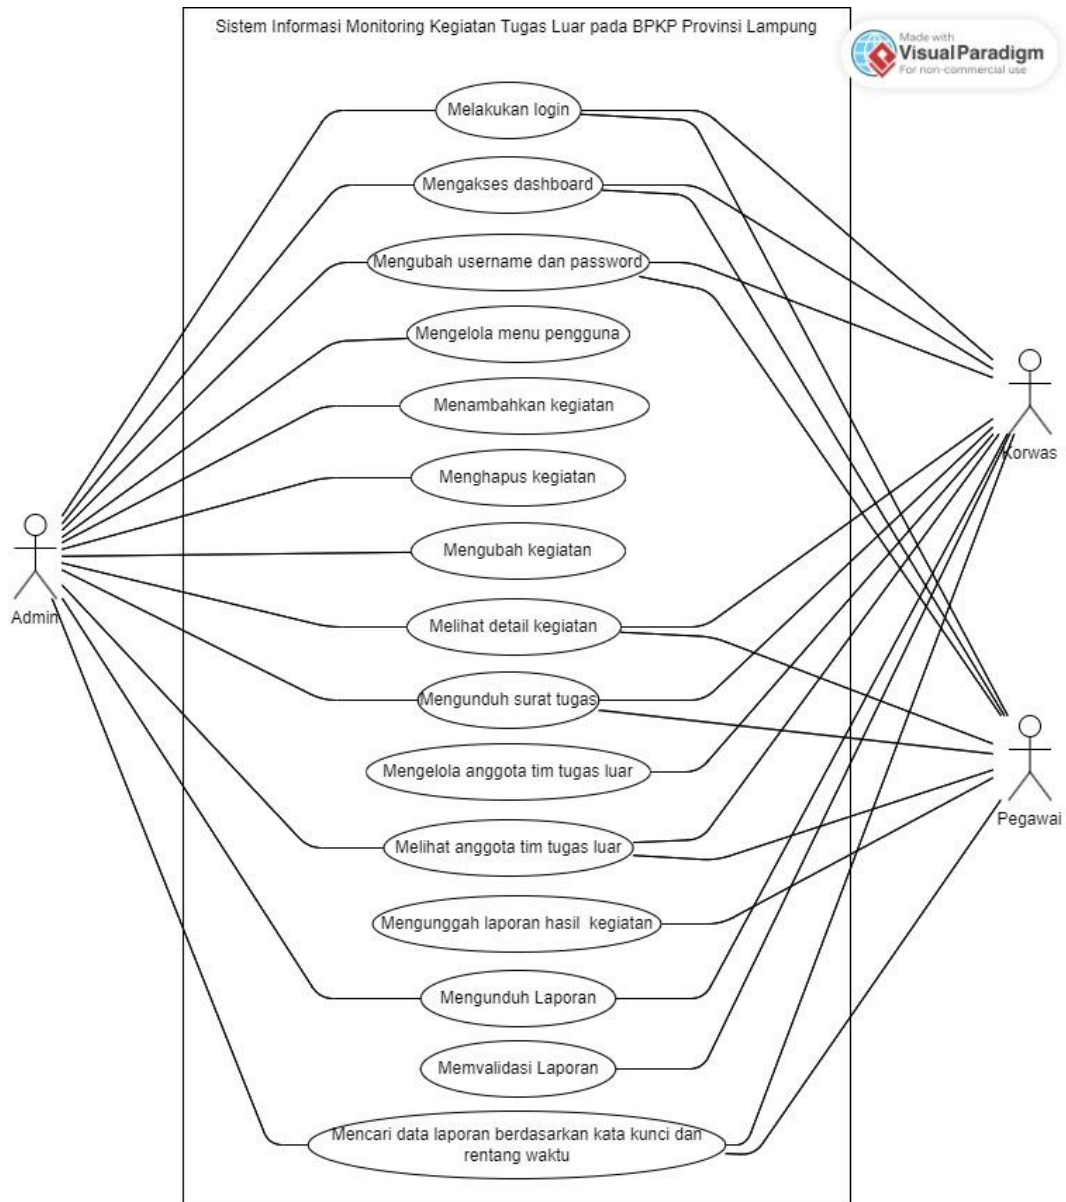 Sistem Informasi Monitoring Kegiatan Tugas Luar pada BPKP Provinsi Lampung
Made with
Visual Paradigm
For non-commercial use
Melakukan login
Mengakses dashboard
Mengubah username dan password
Mengelola menu pengguna
Menambahkan kegiatan
Menghapus kegiatan
Mengubah kegiatan
Melihat detail kegiatan
Mengunduh surat tugas
Mengelola anggota tim tugas luar
Melihat anggota tim tugas luar
Mengunggah laporan hasil kegiatan
Mengunduh Laporan
Memvalidasi Laporan
Mencari data laporan berdasarkan kata kunci dan
rentang waktu
Admin
Korwas
Pegawai